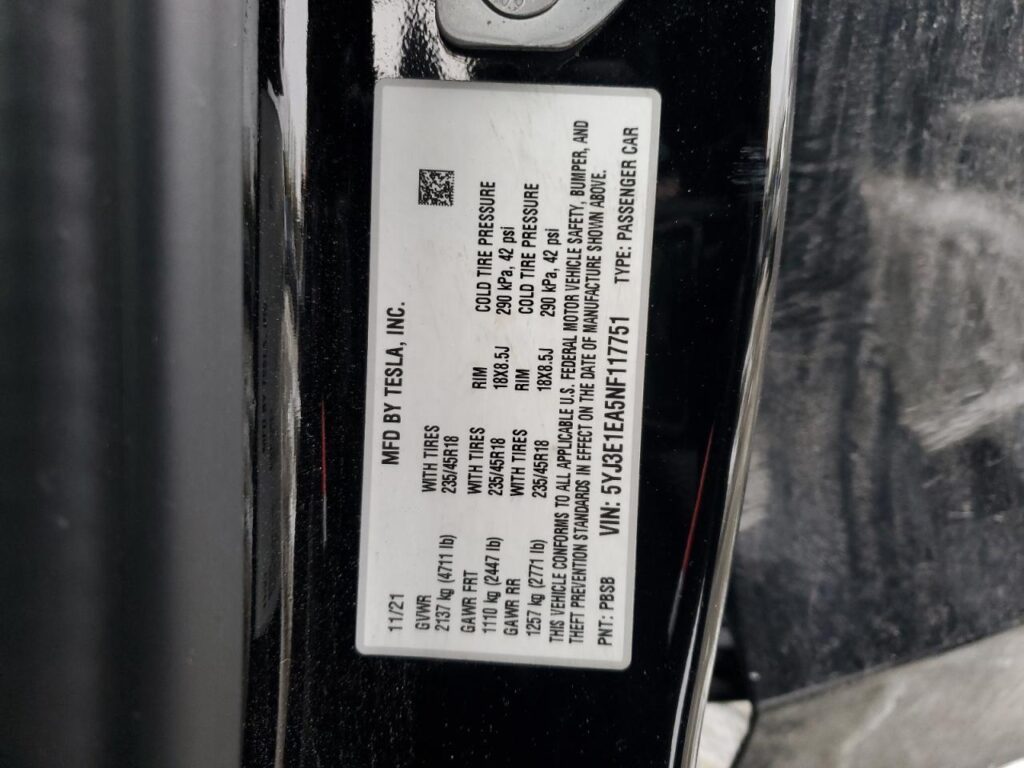 MFD BY TESLA, INC.
11/21
GVWR WITH TIRES
2137 kg (4711 lb) 235/45R18
GAWR FRT WITH TIRES RIM COLD TIRE PRESSURE
1110 kg (2447 lb) 235/45R18 18X8.5J 290 kPa, 42 psi
GAWR RR WITH TIRES RIM COLD TIRE PRESSURE
1257 kg (2771 lb) 235/45R18 18X8.5J 290 kPa, 42 psi
THIS VEHICLE CONFORMS TO ALL APPLICABLE U.S. FEDERAL MOTOR VEHICLE SAFETY, BUMPER, AND
THEFT PREVENTION STANDARDS IN EFFECT ON THE DATE OF MANUFACTURE SHOWN ABOVE.
PNT: PBSB VIN: 5YJ3E1EA5NF117751 TYPE: PASSENGER CAR